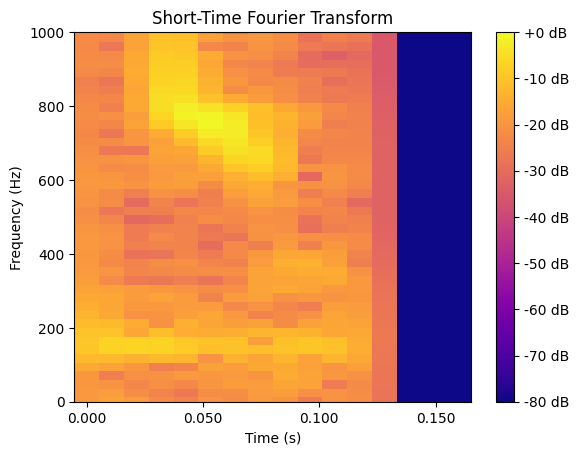 Short-Time Fourier Transform
1000
800
600
400
200
0
Frequency (Hz)
0.000
0.050
0.100
0.150
Time (s)
+0 dB
-10 dB
-20 dB
-30 dB
-40 dB
-50 dB
-60 dB
-70 dB
-80 dB